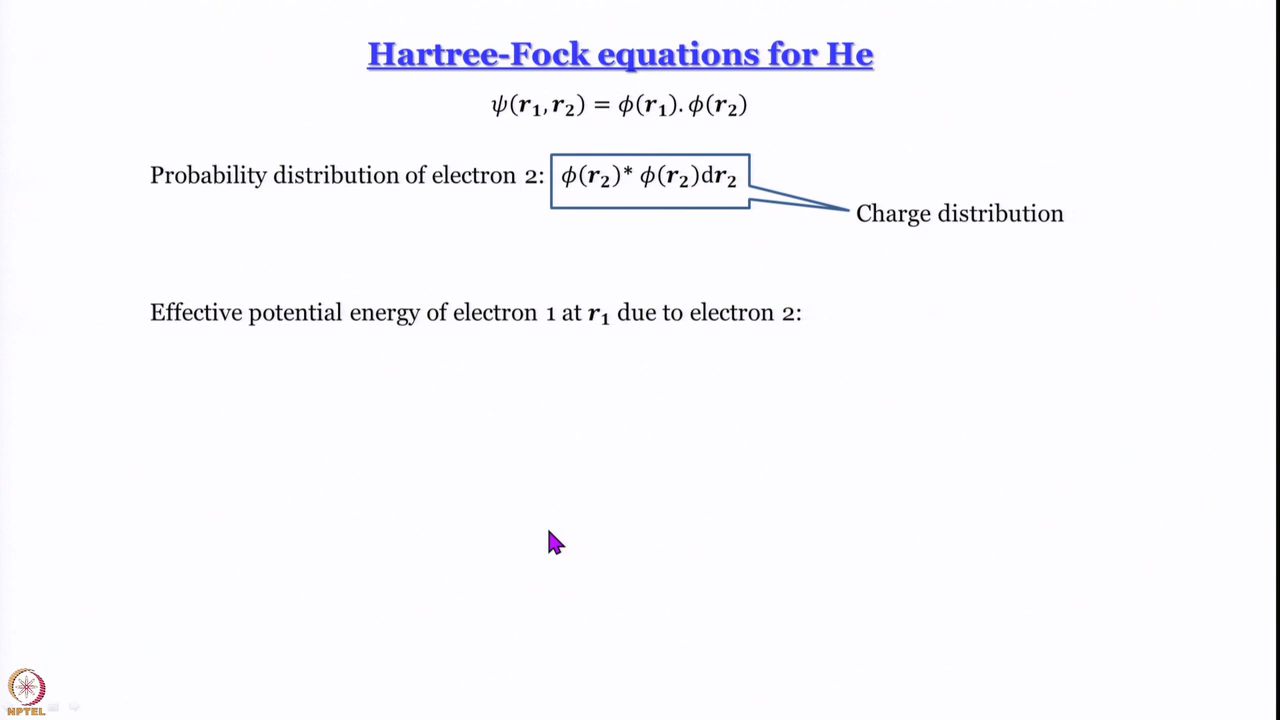 Hartree-Fock equations for He
ψ(r₁, r₂) = ϕ(r₁). ϕ(r₂)
Probability distribution of electron 2: ϕ(r₂)* ϕ(r₂)dr₂
Charge distribution
Effective potential energy of electron 1 at r₁ due to electron 2:
NPTEL